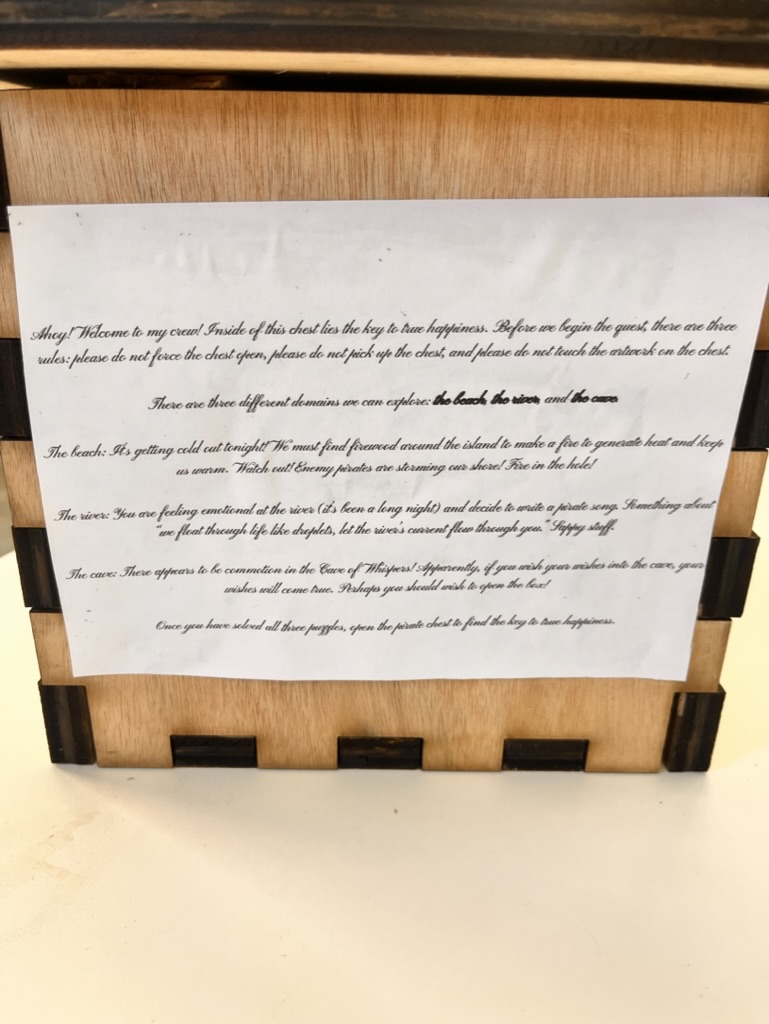 Ahoy! Welcome to my crew! Inside of this chest lies the key to true happiness. Before we begin the quest, there are three
rules: please do not force the chest open, please do not pick up the chest, and please do not touch the artwork on the chest.
There are three different domains we can explore: the beach, the river, and the cave.
The beach: It's getting cold out tonight! We must find firewood around the island to make a fire to generate heat and keep
us warm. Watch out! Enemy pirates are storming our shore! Fire in the hole!
The river: You are feeling emotional at the river (it's been a long night) and decide to write a pirate song. Something about
"we float through life like droplets, let the river's current flow through you." Sappy stuff.
The cave: There appears to be commotion in the Cave of Whispers! Apparently, if you wish your wishes into the cave, your
wishes will come true. Perhaps you should wish to open the box!
Once you have solved all three puzzles, open the pirate chest to find the key to true happiness.